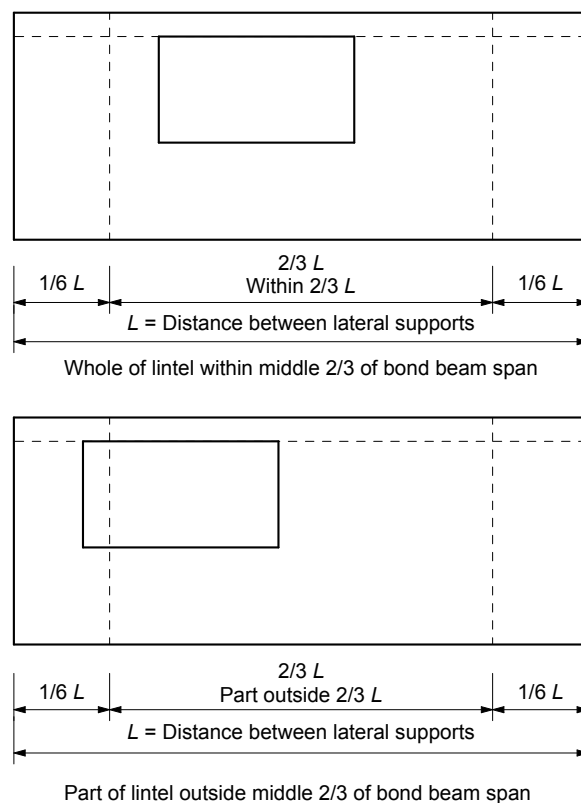 2/3 L
1/6 L
Within 2/3 L
1/6 L
L = Distance between lateral supports
Whole of lintel within middle 2/3 of bond beam span
2/3 L
1/6 L
Part outside 2/3 L
1/6 L
L = Distance between lateral supports
Part of lintel outside middle 2/3 of bond beam span